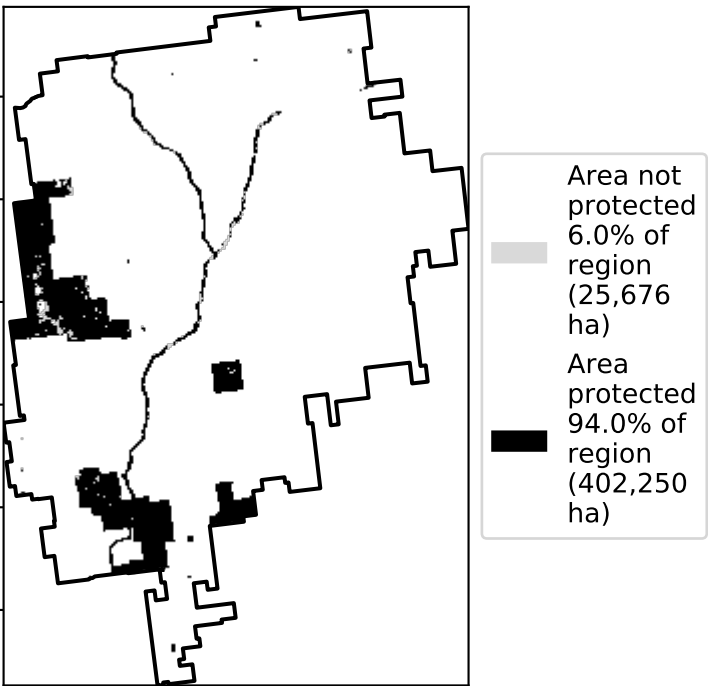 Area not
protected
6.0% of
region
(25,676
ha)
Area
protected
94.0% of
region
(402,250
ha)